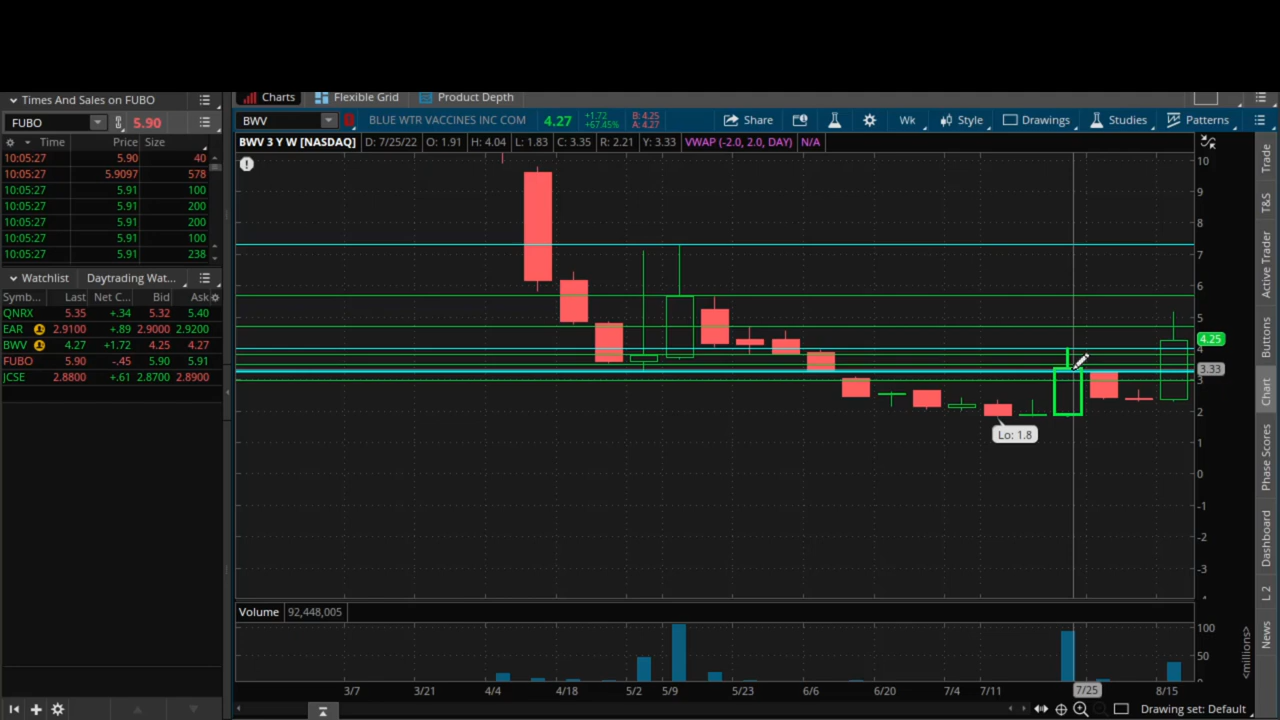 Times And Sales on FUBO
FUBO 5.90
Time Price Size
10:05:27 5.90 40
10:05:27 5.9097 578
10:05:27 5.91 100
10:05:27 5.91 200
10:05:27 5.91 200
10:05:27 5.91 100
10:05:27 5.91 238
Watchlist Daytrading Wat...
Symb... Last Net C... Bid Ask
QNRX 5.35 +.34 5.32 5.40
EAR 2.9100 +.89 2.9000 2.9200
BWV 4.27 +1.72 4.25 4.27
FUBO 5.90 -.45 5.90 5.91
JCSE 2.8800 +.61 2.8700 2.8900
Charts Flexible Grid Product Depth
BWV BLUE WTR VACCINES INC COM 4.27 +1.72 +67.45% B: 4.25 A: 4.27 Share Wk Style Drawings Studies Patterns
BWV 3 Y W [NASDAQ] D: 7/25/22 O: 1.91 H: 4.04 L: 1.83 C: 3.35 R: 2.21 Y: 3.33 VWAP (-2.0, 2.0, DAY) N/A
10
9
8
7
6
5
4.25
4
3.33
3
2
1
0
-1
-2
-3
Lo: 1.8
Volume 92,448,005
100
50
<millions>
3/7 3/21 4/4 4/18 5/2 5/9 5/23 6/6 6/20 7/4 7/11 7/25 8/15
Drawing set: Default
Trade
T&S
Active Trader
Buttons
Chart
Phase Scores
Dashboard
L 2
News